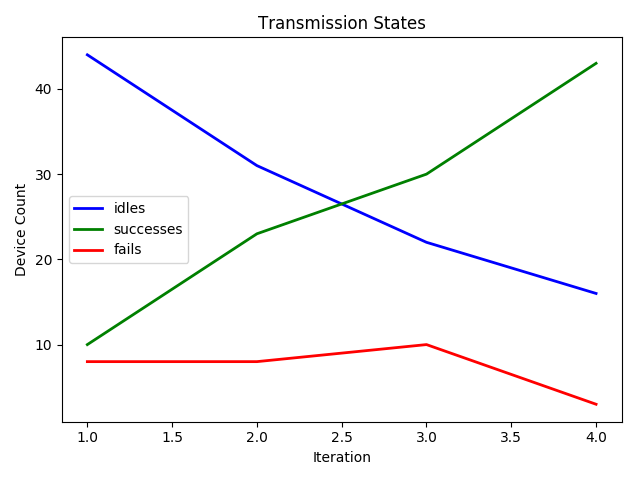 Transmission States
Device Count
40
30
20
10
idles
successes
fails
1.0 1.5 2.0 2.5 3.0 3.5 4.0
Iteration